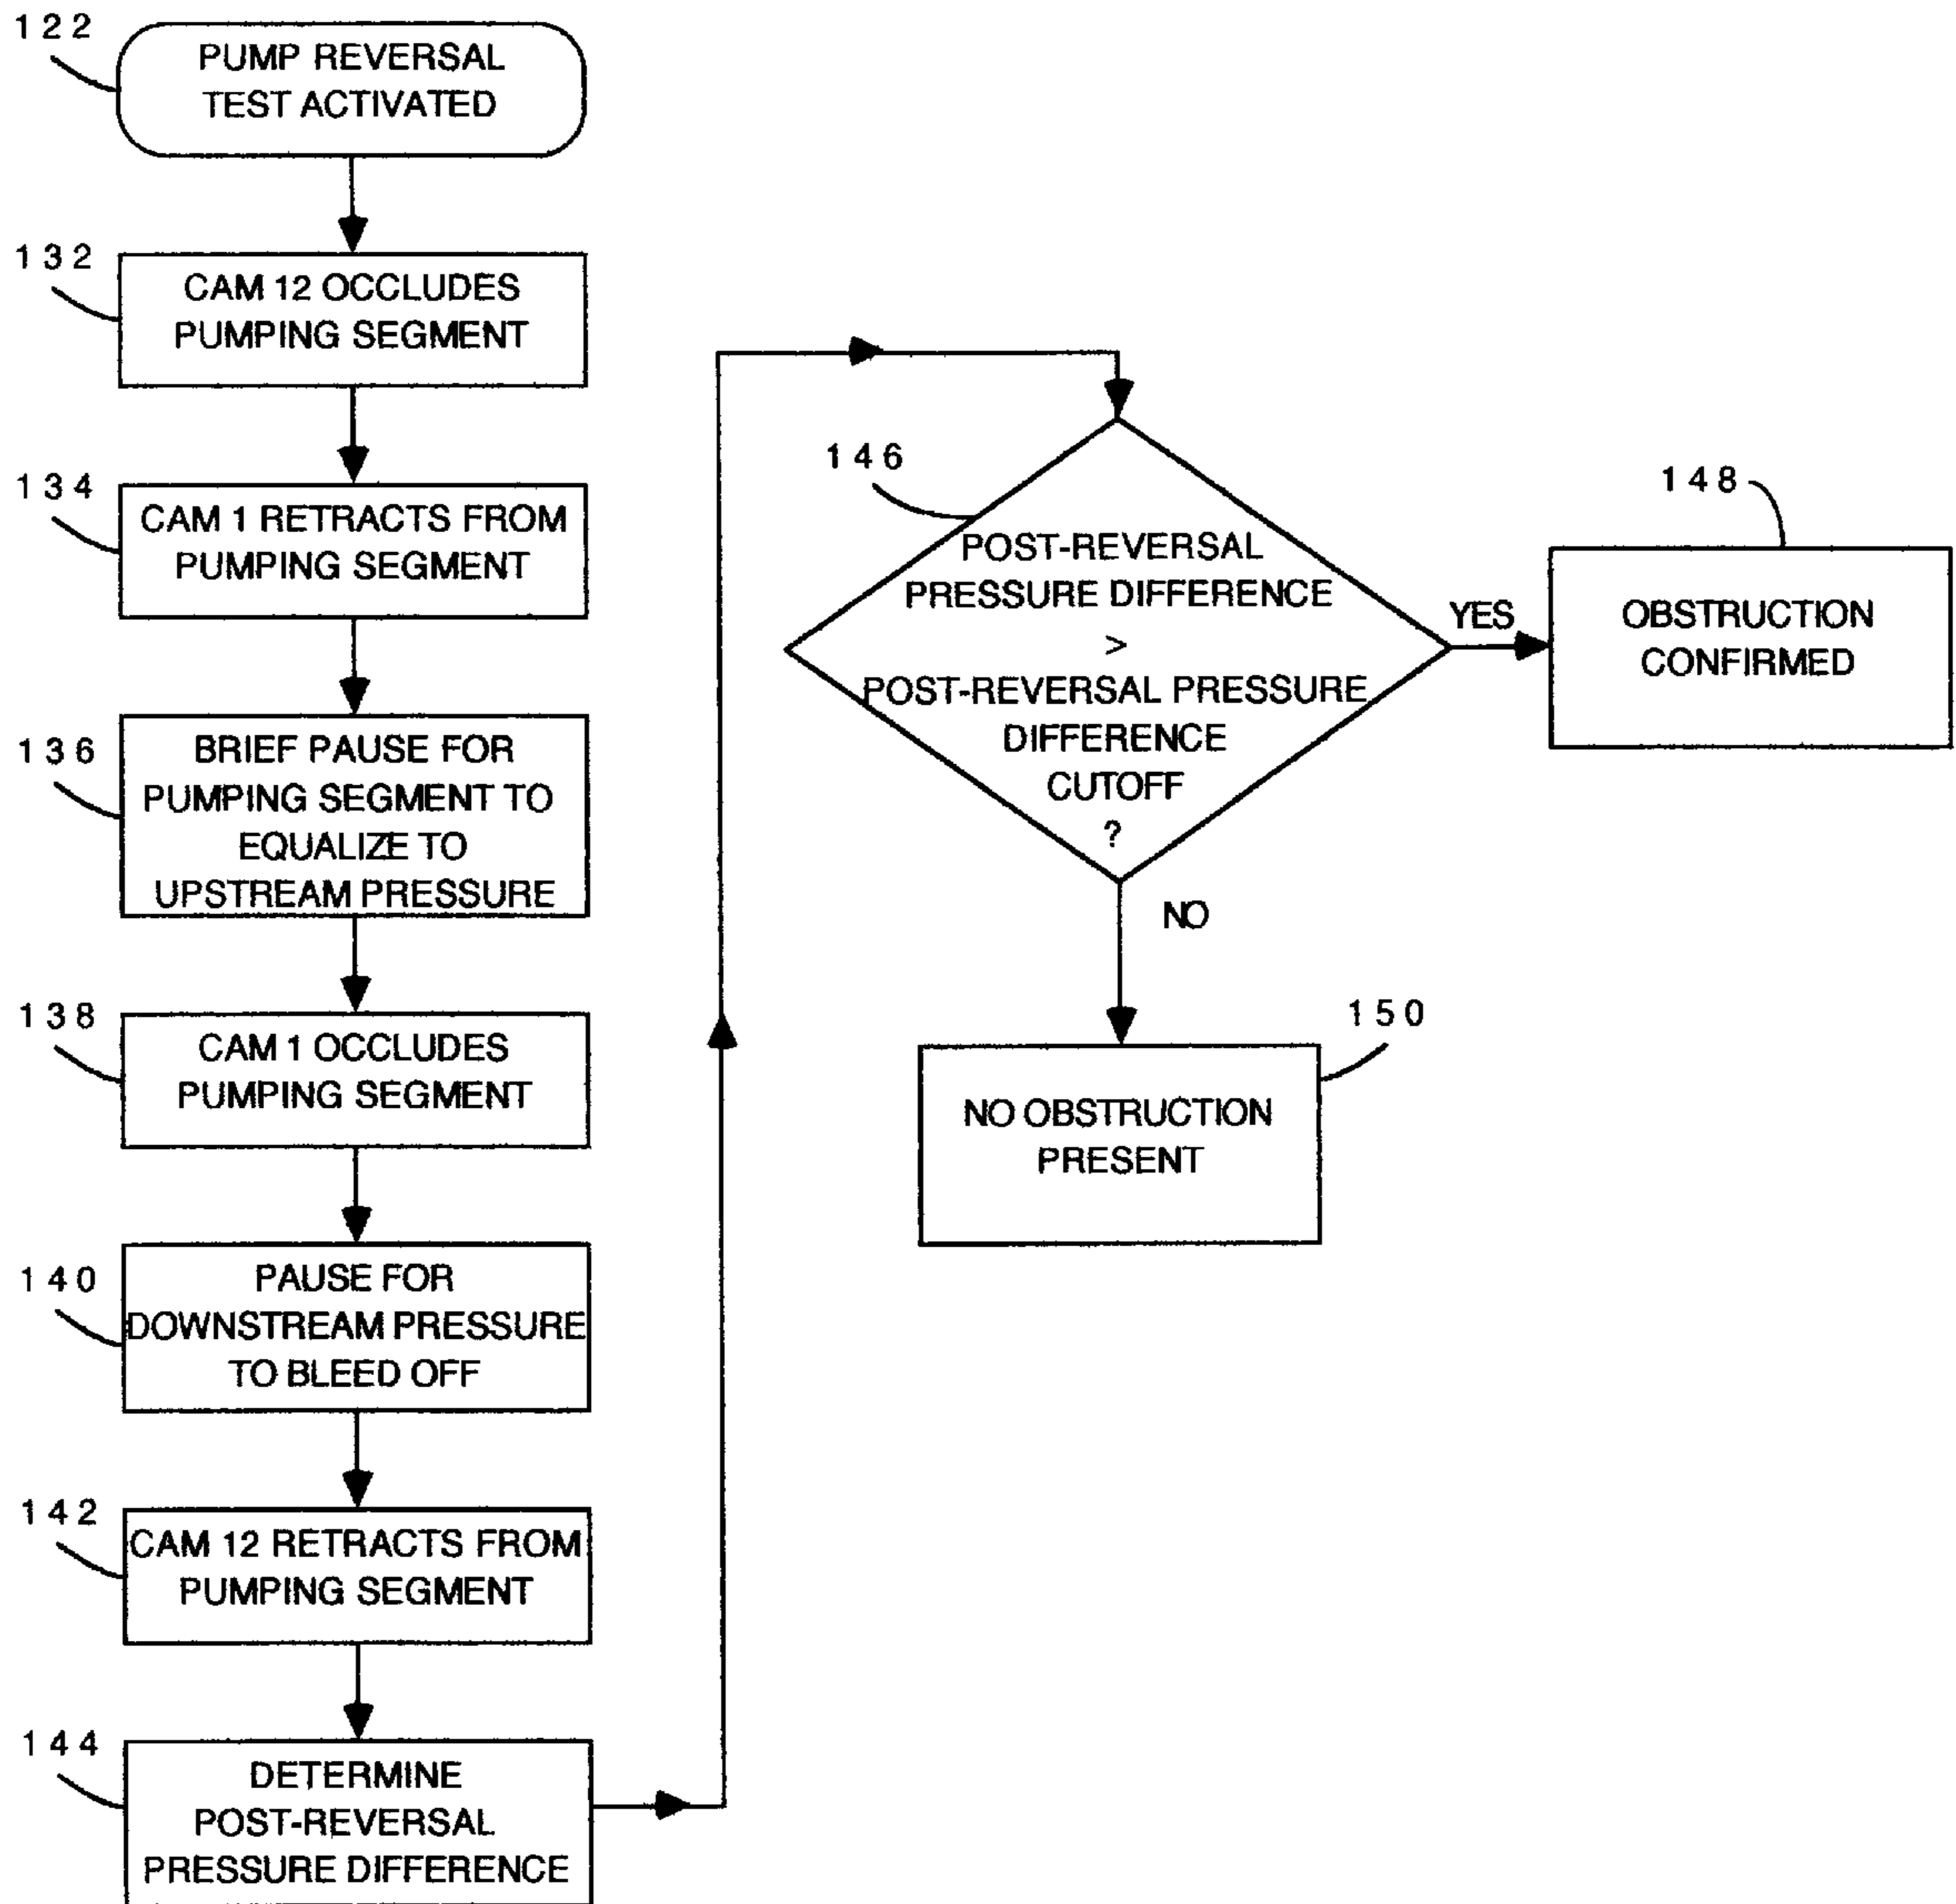 122
PUMP REVERSAL
TEST ACTIVATED
132
CAM 12 OCCLUDES
PUMPING SEGMENT
134
CAM 1 RETRACTS FROM
PUMPING SEGMENT
136
BRIEF PAUSE FOR
PUMPING SEGMENT TO
EQUALIZE TO
UPSTREAM PRESSURE
138
CAM 1 OCCLUDES
PUMPING SEGMENT
140
PAUSE FOR
DOWNSTREAM PRESSURE
TO BLEED OFF
142
CAM 12 RETRACTS FROM
PUMPING SEGMENT
144
DETERMINE
POST-REVERSAL
PRESSURE DIFFERENCE
146
POST-REVERSAL
PRESSURE DIFFERENCE
>
POST-REVERSAL PRESSURE
DIFFERENCE
CUTOFF
?
YES
148
OBSTRUCTION
CONFIRMED
NO
150
NO OBSTRUCTION
PRESENT